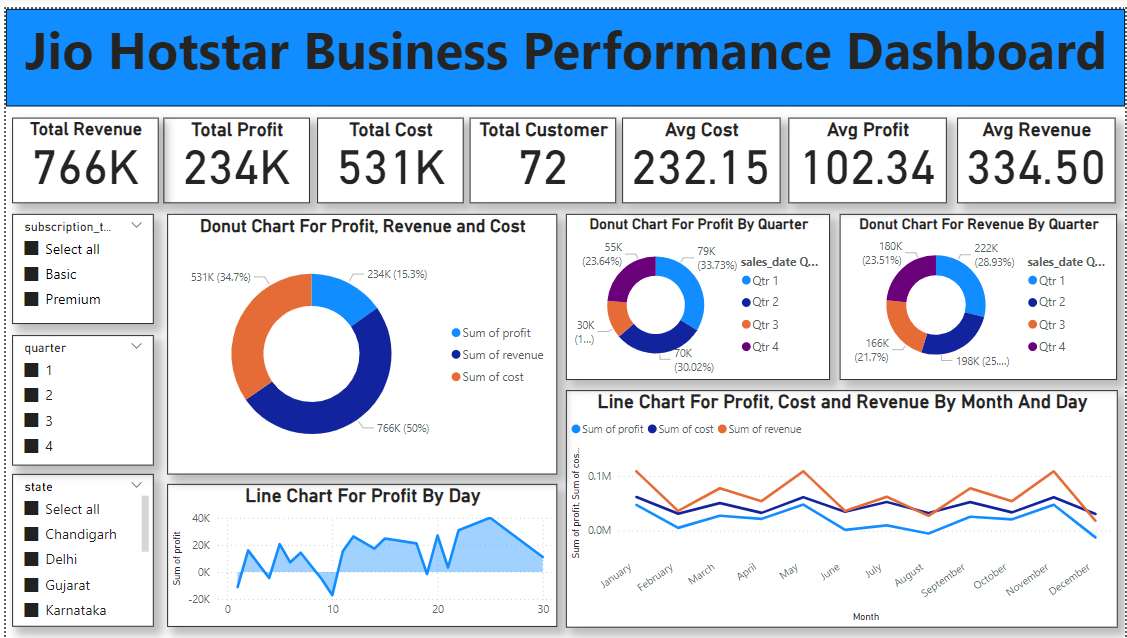 Jio Hotstar Business Performance Dashboard
Total Revenue
766K
Total Profit
234K
Total Cost
531K
Total Customer
72
Avg Cost
232.15
Avg Profit
102.34
Avg Revenue
334.50
subscription_t...
Select all
Basic
Premium
quarter
1
2
3
4
state
Select all
Chandigarh
Delhi
Gujarat
Karnataka
Donut Chart For Profit, Revenue and Cost
531K (34.7%)
234K (15.3%)
766K (50%)
Sum of profit
Sum of revenue
Sum of cost
Donut Chart For Profit By Quarter
55K
(23.64%)
79K
(33.73%)
30K
(1...)
70K
(30.02%)
sales_date Q...
Qtr 1
Qtr 2
Qtr 3
Qtr 4
Donut Chart For Revenue By Quarter
180K
(23.51%)
222K
(28.93%)
166K
(21.7%)
198K (25....)
sales_date Q...
Qtr 1
Qtr 2
Qtr 3
Qtr 4
Line Chart For Profit By Day
Sum of profit
40K
20K
0K
-20K
0
10
20
30
Line Chart For Profit, Cost and Revenue By Month And Day
Sum of profit
Sum of cost
Sum of revenue
Sum of profit, Sum of cos...
0.1M
0.0M
January
February
March
April
May
June
July
August
September
October
November
December
Month